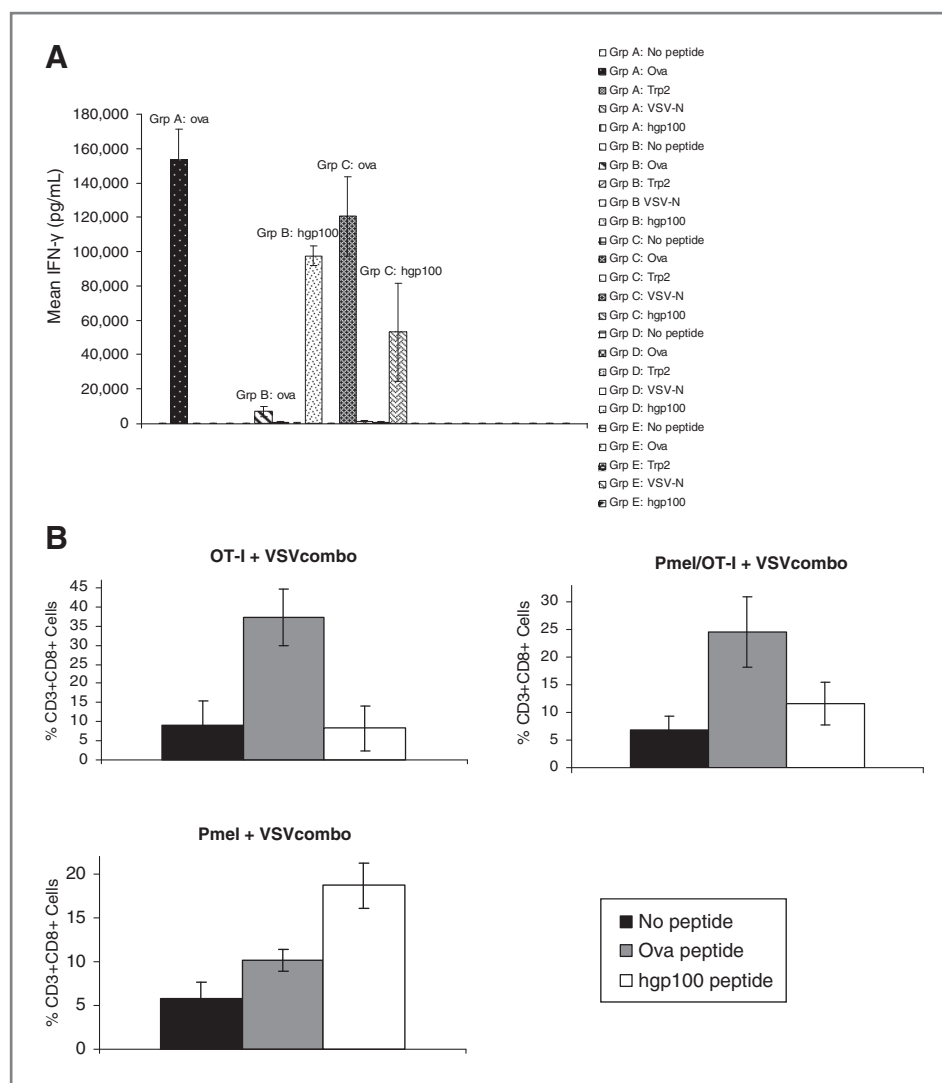 A
Mean IFN-γ (pg/mL)
180,000
160,000
140,000
120,000
100,000
80,000
60,000
40,000
20,000
0
Grp A: ova
Grp B: ova
Grp B: hgp100
Grp C: ova
Grp C: hgp100
Grp A: No peptide
Grp A: Ova
Grp A: Trp2
Grp A: VSV-N
Grp A: hgp100
Grp B: No peptide
Grp B: Ova
Grp B: Trp2
Grp B VSV-N
Grp B: hgp100
Grp C: No peptide
Grp C: Ova
Grp C: Trp2
Grp C: VSV-N
Grp C: hgp100
Grp D: No peptide
Grp D: Ova
Grp D: Trp2
Grp D: VSV-N
Grp D: hgp100
Grp E: No peptide
Grp E: Ova
Grp E: Trp2
Grp E: VSV-N
Grp E: hgp100
B
OT-I + VSVcombo
% CD3+CD8+ Cells
45
40
35
30
25
20
15
10
5
0
Pmel/OT-I + VSVcombo
% CD3+CD8+ Cells
30
25
20
15
10
5
0
Pmel + VSVcombo
% CD3+CD8+ Cells
20
15
10
5
0
No peptide
Ova peptide
hgp100 peptide